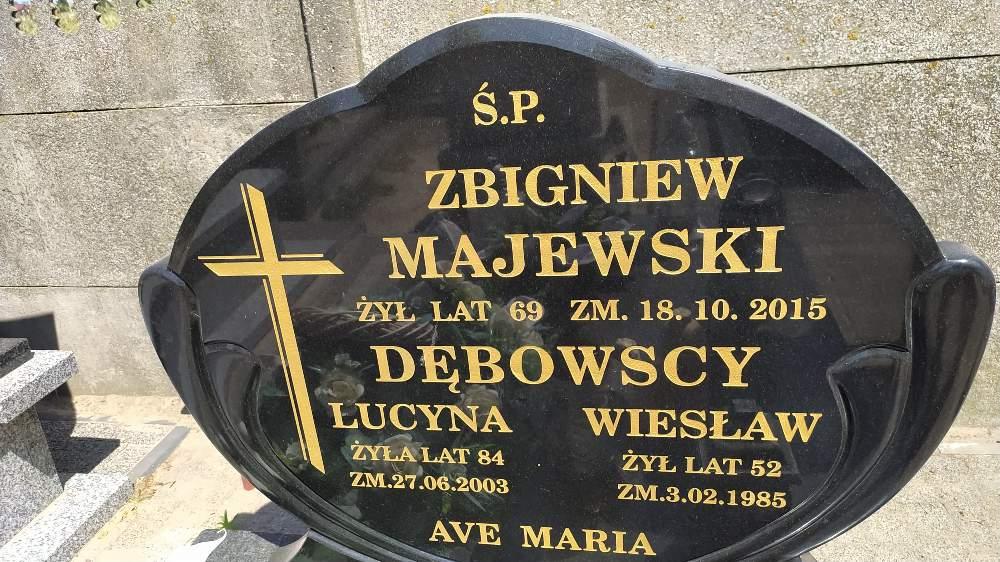 Ś.P.
ZBIGNIEW
MAJEWSKI
ŻYŁ LAT 69 ZM. 18. 10. 2015
DĘBOWSCY
LUCYNA WIESŁAW
ŻYŁA LAT 84 ŻYŁ LAT 52
ZM.27.06.2003 ZM.3.02.1985
AVE MARIA